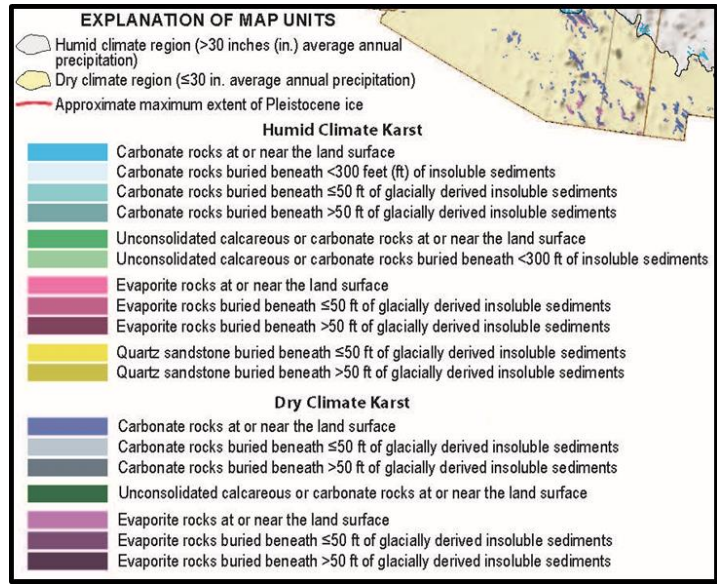 EXPLANATION OF MAP UNITS
Humid climate region (>30 inches (in.) average annual
precipitation)
Dry climate region (≤30 in. average annual precipitation)
Approximate maximum extent of Pleistocene ice
Humid Climate Karst
Carbonate rocks at or near the land surface
Carbonate rocks buried beneath <300 feet (ft) of insoluble sediments
Carbonate rocks buried beneath ≤50 ft of glacially derived insoluble sediments
Carbonate rocks buried beneath >50 ft of glacially derived insoluble sediments
Unconsolidated calcareous or carbonate rocks at or near the land surface
Unconsolidated calcareous or carbonate rocks buried beneath <300 ft of insoluble sediments
Evaporite rocks at or near the land surface
Evaporite rocks buried beneath ≤50 ft of glacially derived insoluble sediments
Evaporite rocks buried beneath >50 ft of glacially derived insoluble sediments
Quartz sandstone buried beneath ≤50 ft of glacially derived insoluble sediments
Quartz sandstone buried beneath >50 ft of glacially derived insoluble sediments
Dry Climate Karst
Carbonate rocks at or near the land surface
Carbonate rocks buried beneath ≤50 ft of glacially derived insoluble sediments
Carbonate rocks buried beneath >50 ft of glacially derived insoluble sediments
Unconsolidated calcareous or carbonate rocks at or near the land surface
Evaporite rocks at or near the land surface
Evaporite rocks buried beneath ≤50 ft of glacially derived insoluble sediments
Evaporite rocks buried beneath >50 ft of glacially derived insoluble sediments